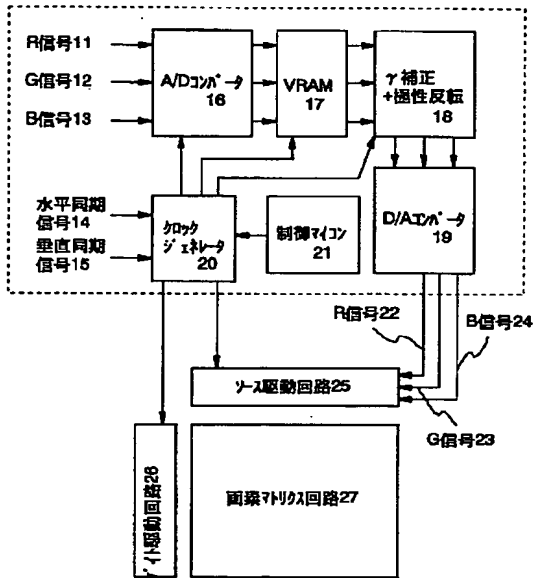 R信号11
G信号12
B信号13
A/Dコンバータ
16
VRAM
17
γ補正
+極性反転
18
水平同期
信号14
垂直同期
信号15
クロック
ジェネレータ
20
制御マイコン
21
D/Aコンバータ
19
R信号22
B信号24
G信号23
ソース駆動回路25
ゲイト駆動回路26
画素マトリクス回路27